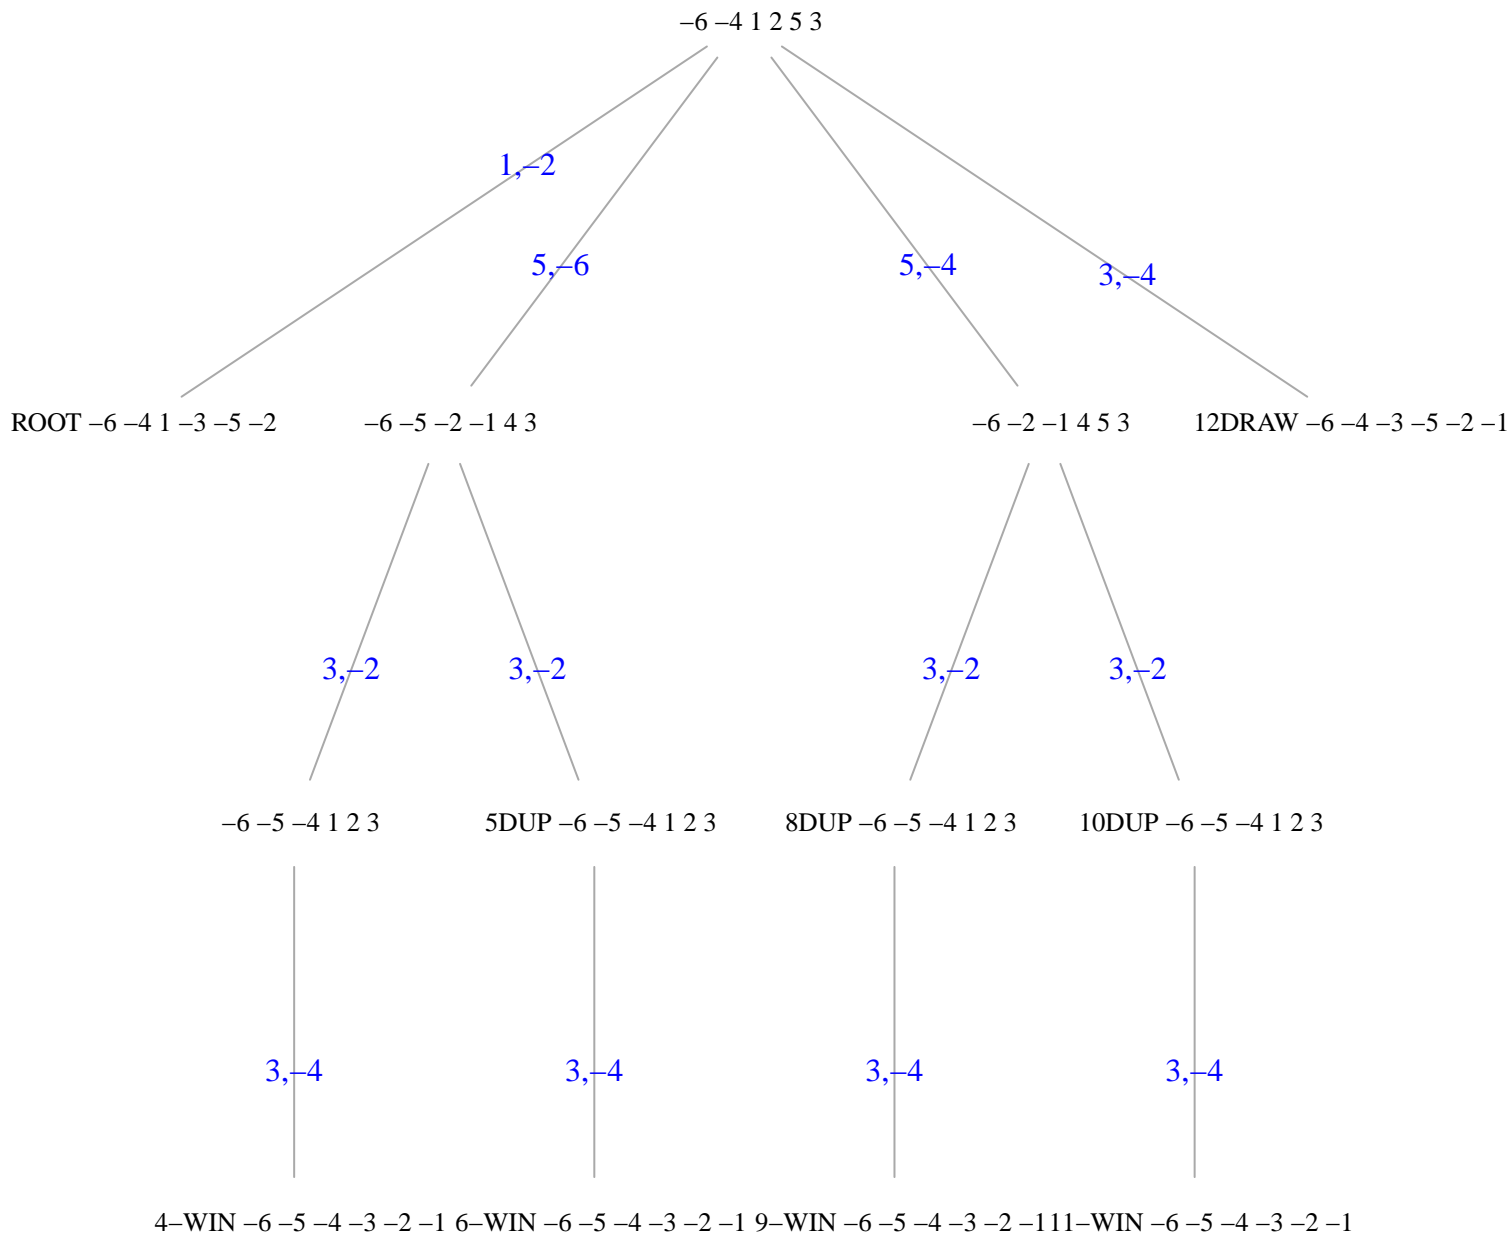 –6 –4 1 2 5 3
1,–2
5,–6
5,–4
3,–4
ROOT –6 –4 1 –3 –5 –2
–6 –5 –2 –1 4 3
–6 –2 –1 4 5 3
12DRAW –6 –4 –3 –5 –2 –1
3,–2
3,–2
3,–2
3,–2
–6 –5 –4 1 2 3
5DUP –6 –5 –4 1 2 3
8DUP –6 –5 –4 1 2 3
10DUP –6 –5 –4 1 2 3
3,–4
3,–4
3,–4
3,–4
4–WIN –6 –5 –4 –3 –2 –1
6–WIN –6 –5 –4 –3 –2 –1
9–WIN –6 –5 –4 –3 –2 –1
11–WIN –6 –5 –4 –3 –2 –1